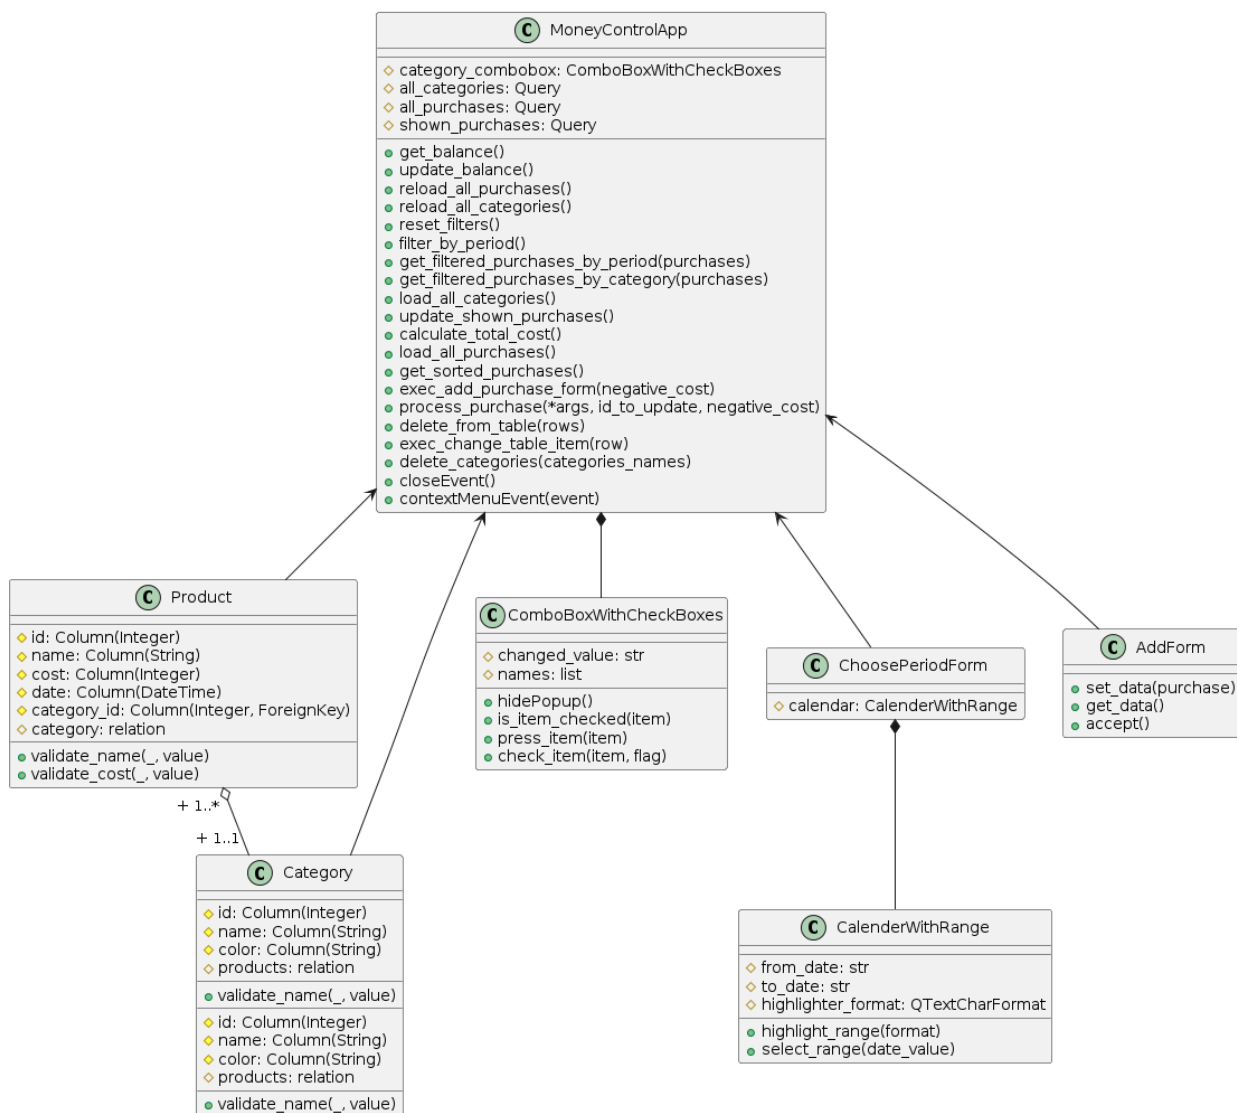 C MoneyControlApp
category_combobox: ComboBoxWithCheckBoxes
all_categories: Query
all_purchases: Query
shown_purchases: Query
get_balance()
update_balance()
reload_all_purchases()
reload_all_categories()
reset_filters()
filter_by_period()
get_filtered_purchases_by_period(purchases)
get_filtered_purchases_by_category(purchases)
load_all_categories()
update_shown_purchases()
calculate_total_cost()
load_all_purchases()
get_sorted_purchases()
exec_add_purchase_form(negative_cost)
process_purchase(*args, id_to_update, negative_cost)
delete_from_table(rows)
exec_change_table_item(row)
delete_categories(categories_names)
closeEvent()
contextMenuEvent(event)
C Product
id: Column(Integer)
name: Column(String)
cost: Column(Integer)
date: Column(DateTime)
category_id: Column(Integer, ForeignKey)
category: relation
validate_name(_, value)
validate_cost(_, value)
C ComboBoxWithCheckBoxes
changed_value: str
names: list
hidePopup()
is_item_checked(item)
press_item(item)
check_item(item, flag)
C ChoosePeriodForm
calendar: CalenderWithRange
C AddForm
set_data(purchase)
get_data()
accept()
+ 1..*
+ 1..1
C Category
id: Column(Integer)
name: Column(String)
color: Column(String)
products: relation
validate_name(_, value)
id: Column(Integer)
name: Column(String)
color: Column(String)
products: relation
validate_name(_, value)
C CalenderWithRange
from_date: str
to_date: str
highlighter_format: QTextCharFormat
highlight_range(format)
select_range(date_value)